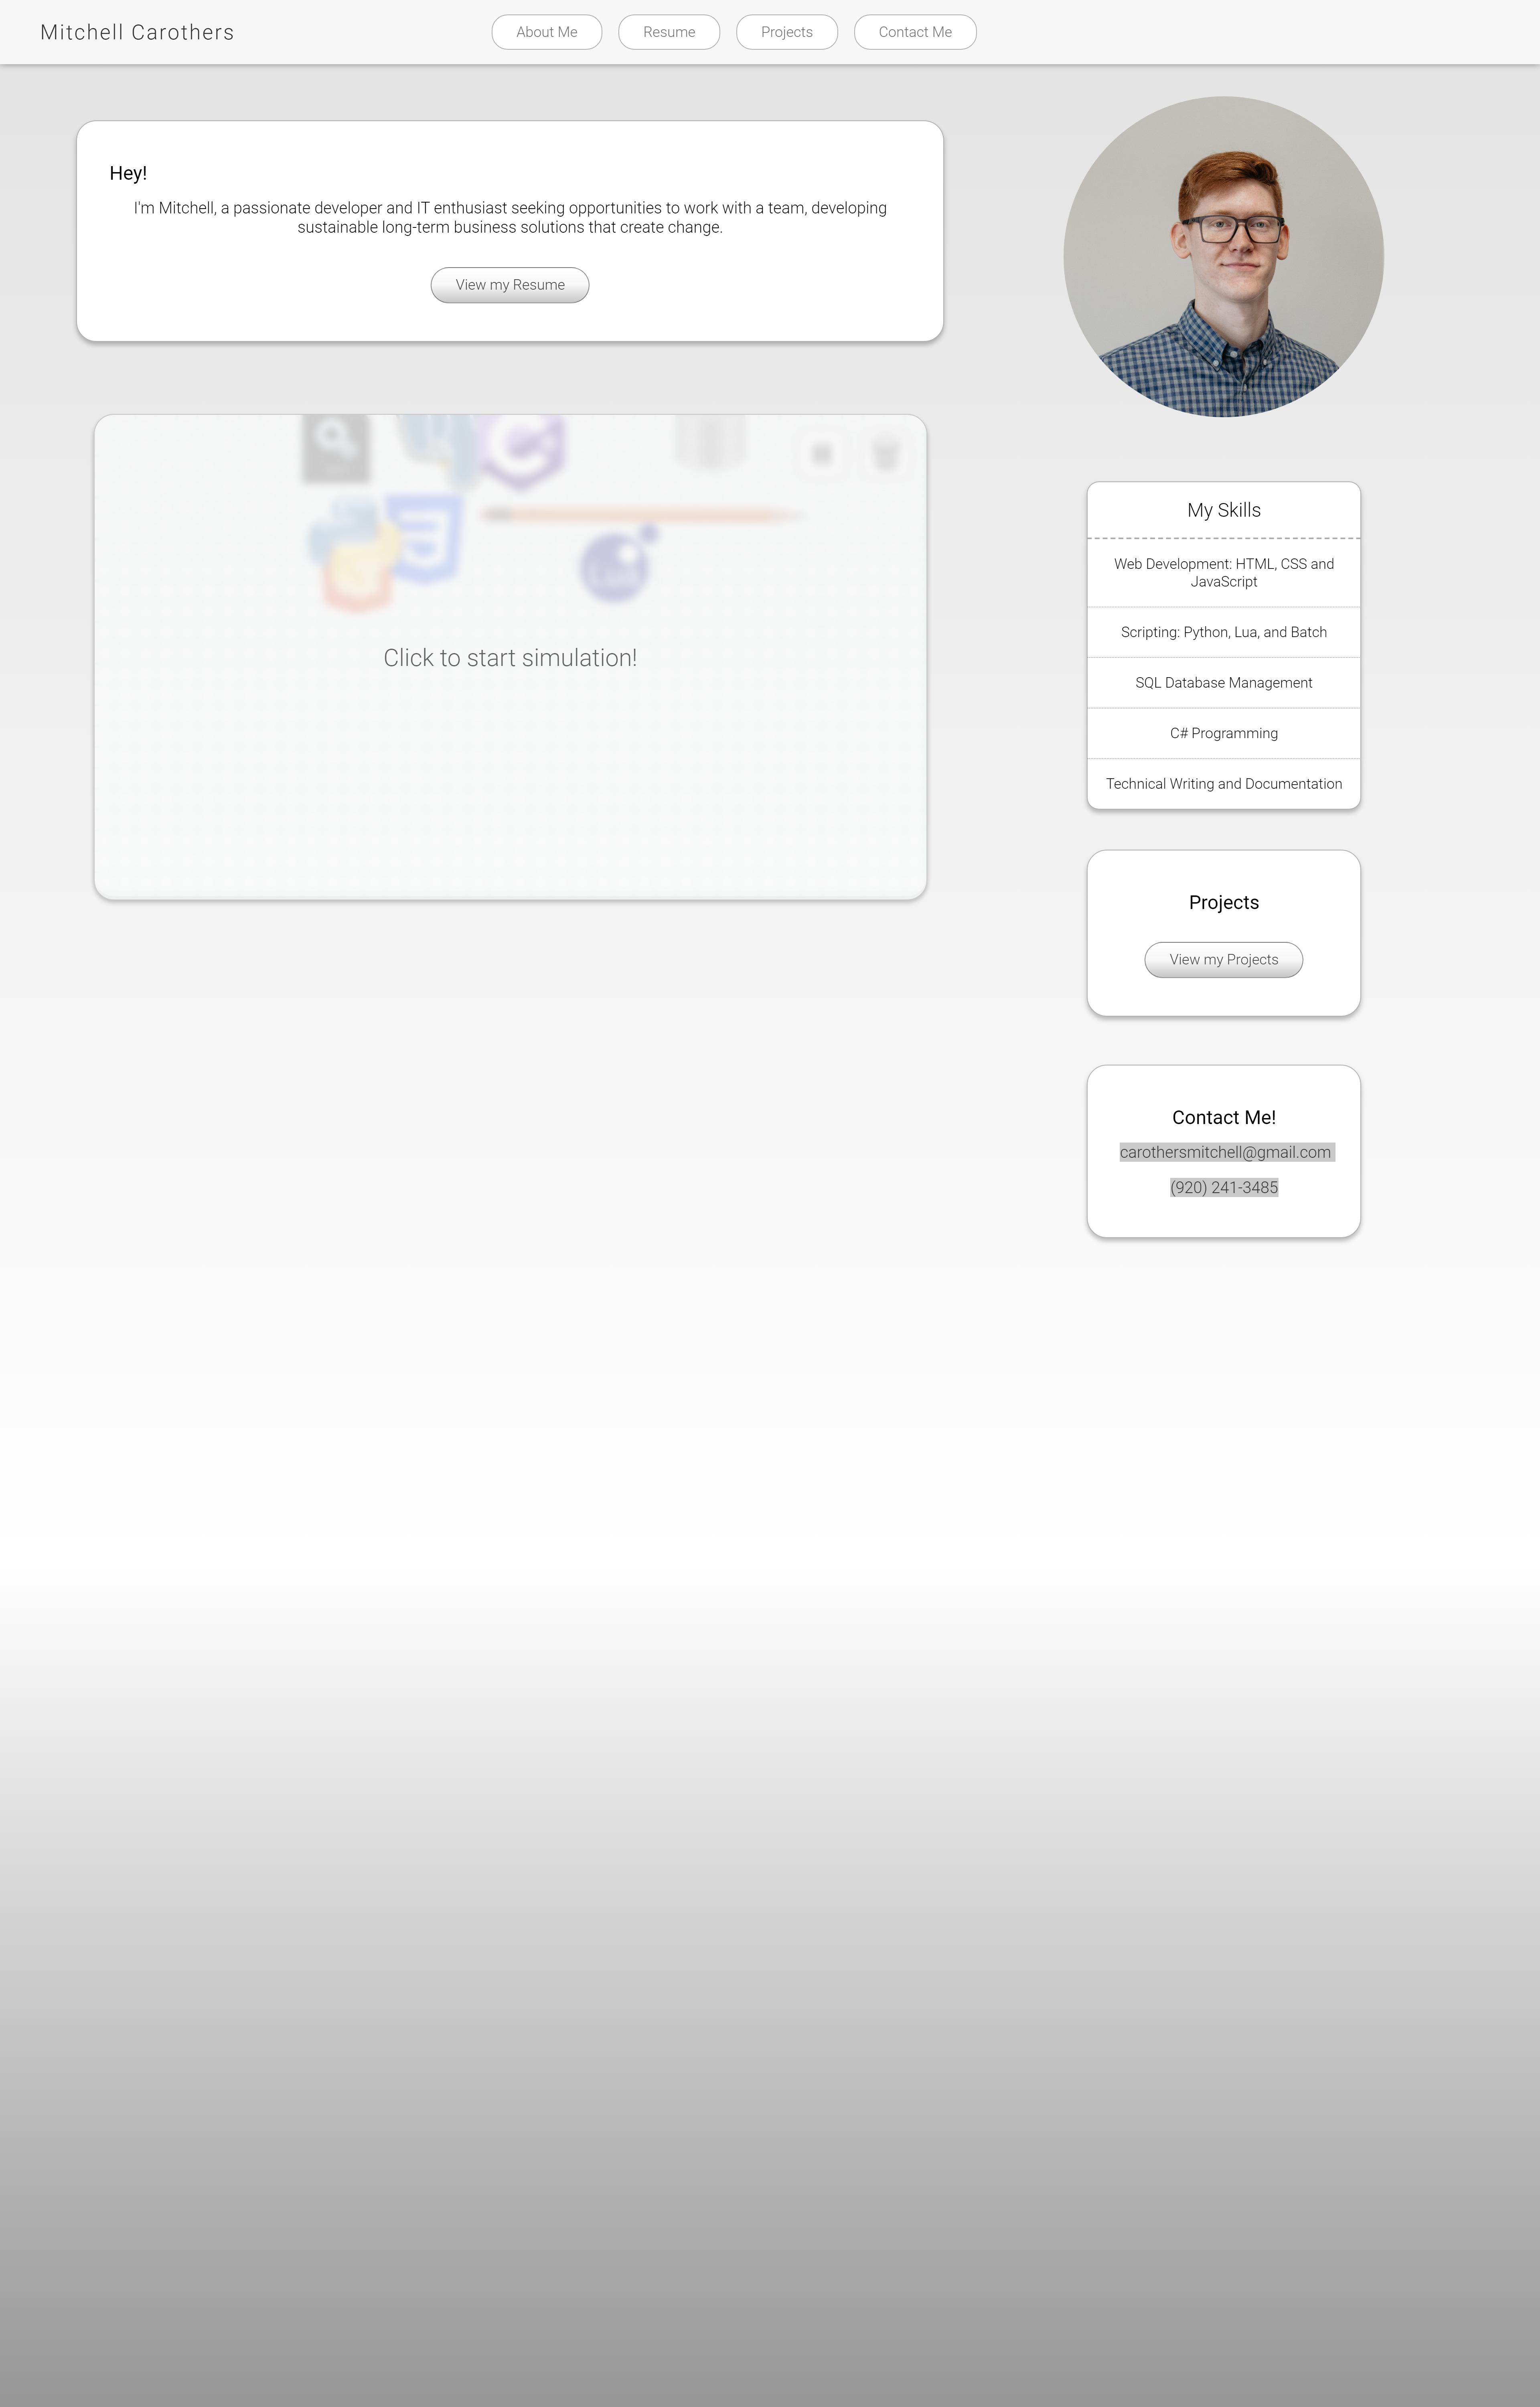 Mitchell Carothers
About Me
Resume
Projects
Contact Me
Hey!
I'm Mitchell, a passionate developer and IT enthusiast seeking opportunities to work with a team, developing
sustainable long-term business solutions that create change.
View my Resume
Lua
Click to start simulation!
My Skills
Web Development: HTML, CSS and
JavaScript
Scripting: Python, Lua, and Batch
SQL Database Management
C# Programming
Technical Writing and Documentation
Projects
View my Projects
Contact Me!
carothersmitchell@gmail.com
(920) 241-3485